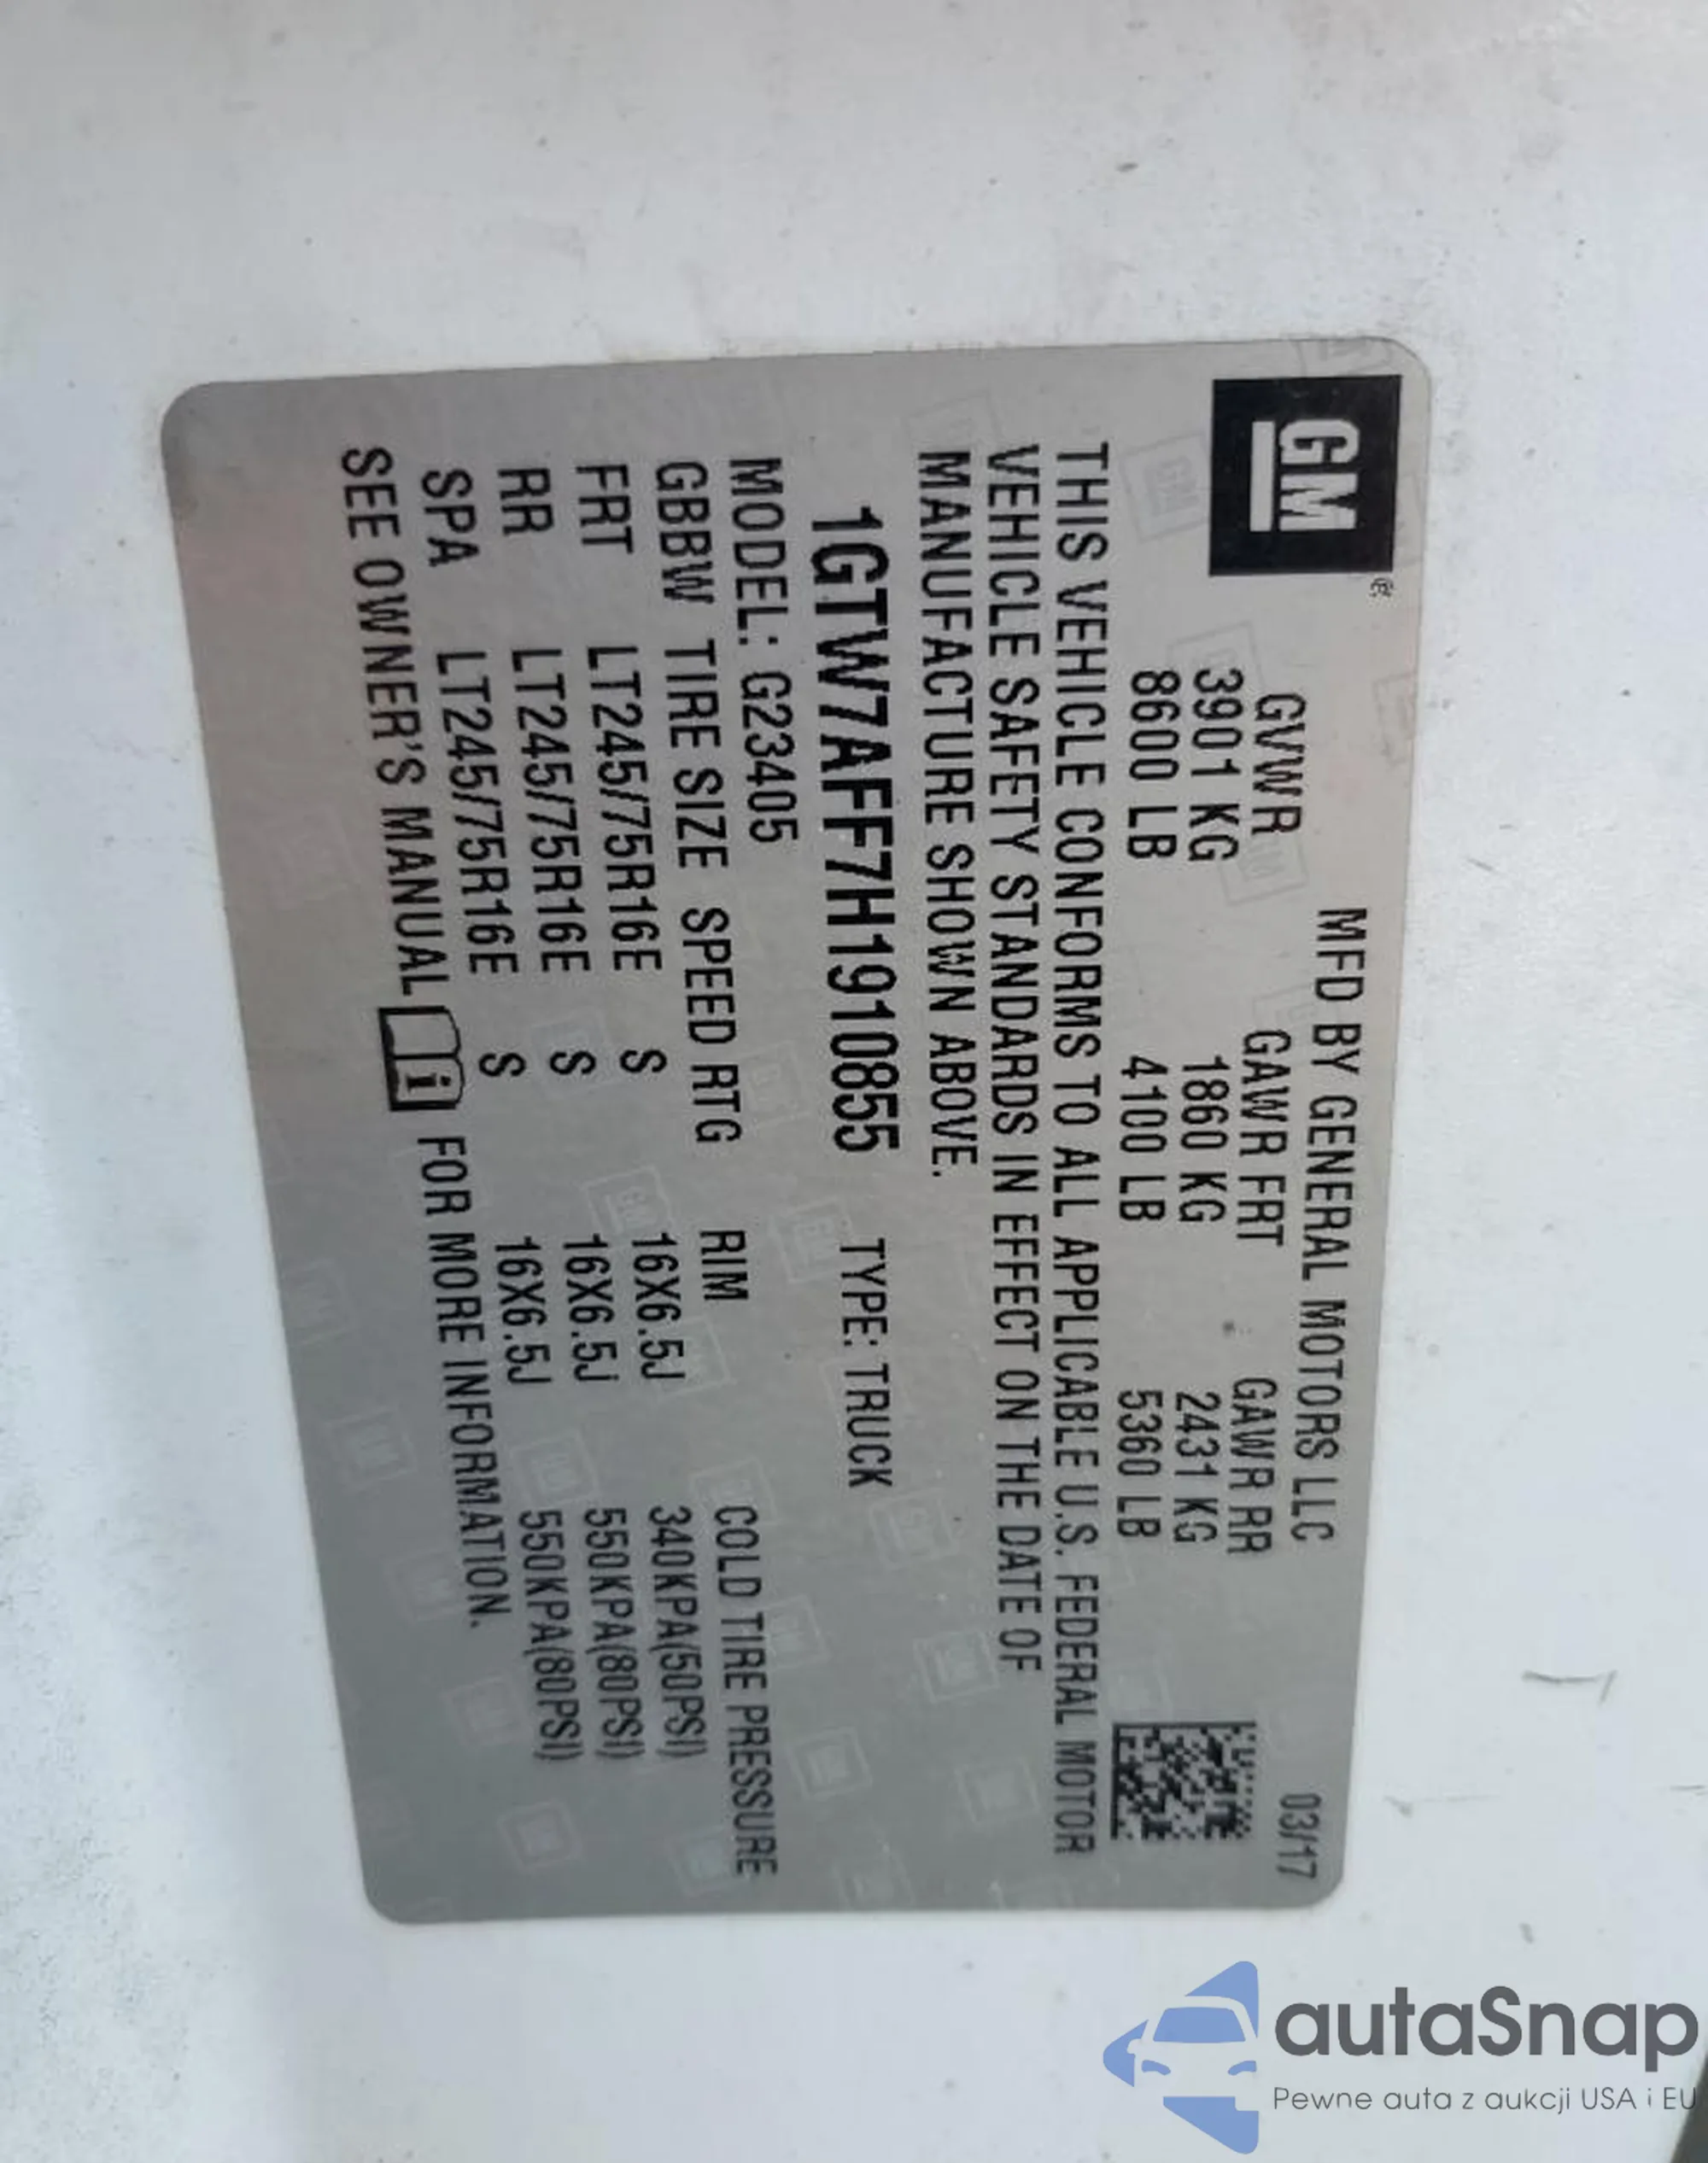 GM
MFD BY GENERAL MOTORS LLC 03/17
GVWR GAWR FRT GAWR RR
3901 KG 1860 KG 2431 KG
8600 LB 4100 LB 5360 LB
THIS VEHICLE CONFORMS TO ALL APPLICABLE U.S. FEDERAL MOTOR
VEHICLE SAFETY STANDARDS IN EFFECT ON THE DATE OF
MANUFACTURE SHOWN ABOVE.
1GTW7AFF7H1910855 TYPE: TRUCK
MODEL: G23405
GBBW TIRE SIZE SPEED RTG RIM COLD TIRE PRESSURE
FRT LT245/75R16E S 16X6.5J 340KPA(50PSI)
RR LT245/75R16E S 16X6.5J 550KPA(80PSI)
SPA LT245/75R16E S 16X6.5J 550KPA(80PSI)
SEE OWNER'S MANUAL i FOR MORE INFORMATION.
autaSnap
Pewne auta z aukcji USA i EU